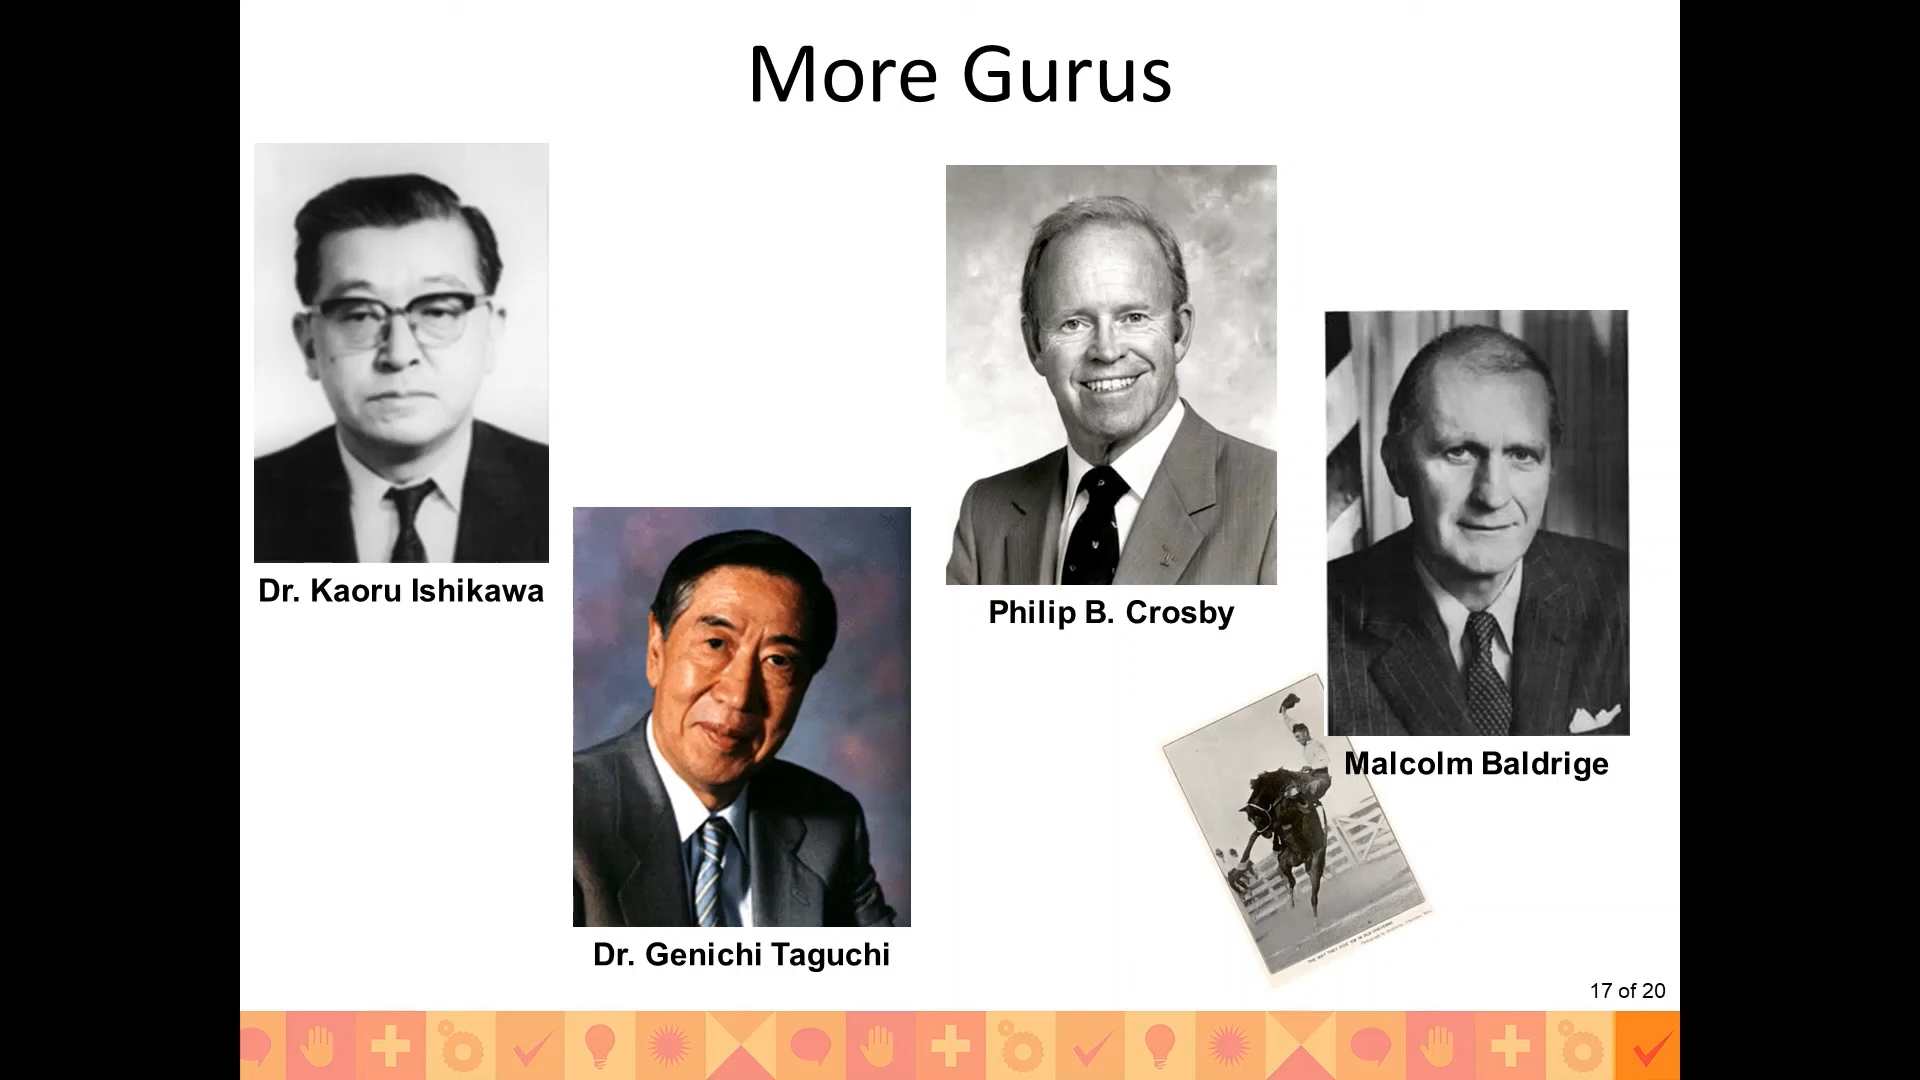 More Gurus
Dr. Kaoru Ishikawa
Philip B. Crosby
Malcolm Baldrige
Dr. Genichi Taguchi
17 of 20